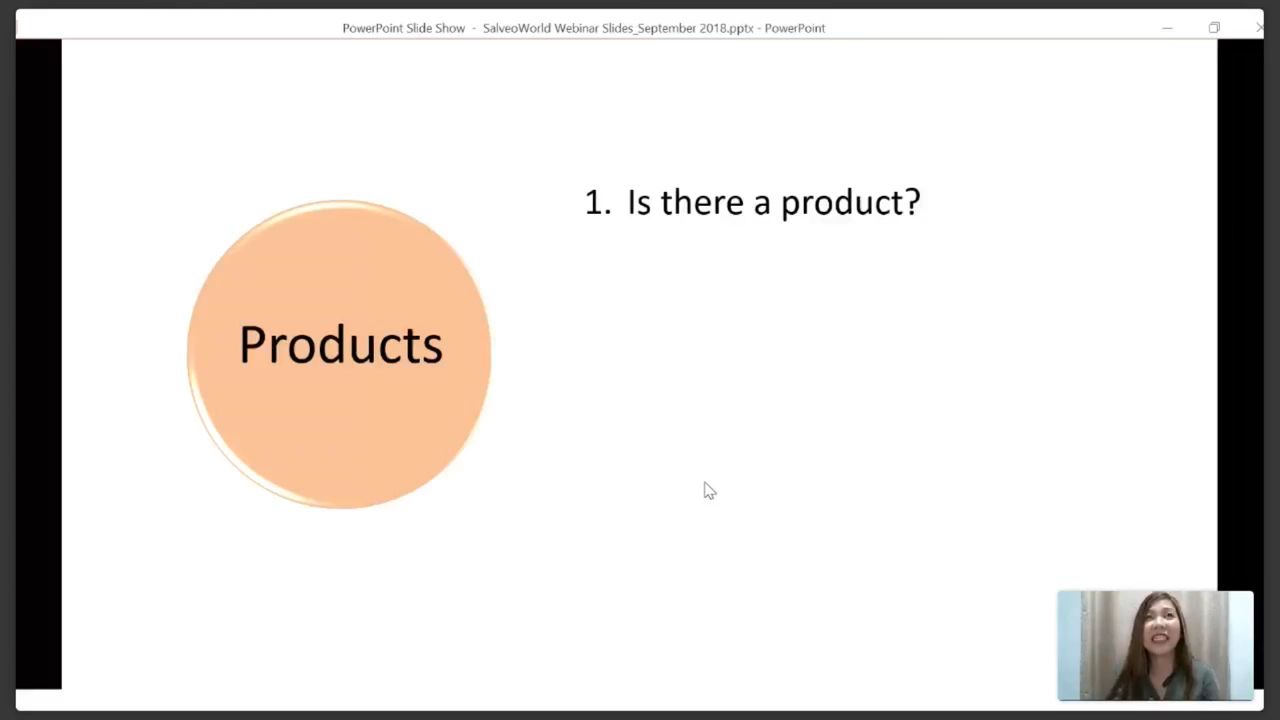 PowerPoint Slide Show - SalveoWorld Webinar Slides_September 2018.pptx - PowerPoint
1. Is there a product?
Products